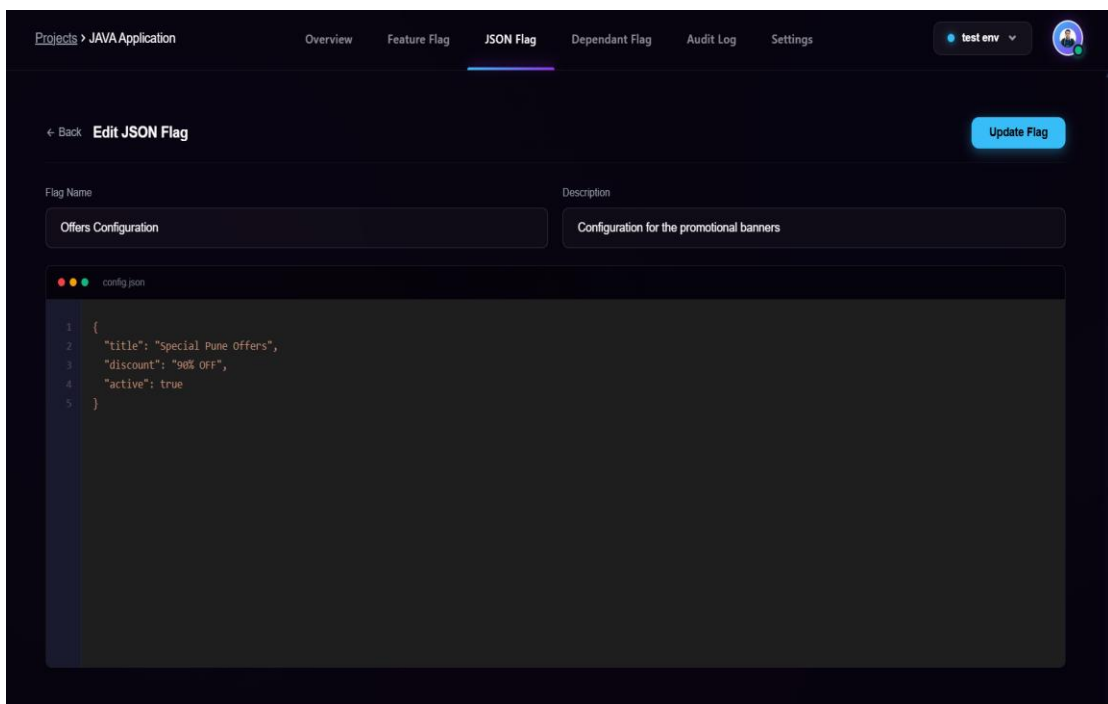 Projects > JAVA Application
Overview
Feature Flag
JSON Flag
Dependant Flag
Audit Log
Settings
test env
← Back Edit JSON Flag
Update Flag
Flag Name
Description
Offers Configuration
Configuration for the promotional banners
config.json
1 {
2 "title": "Special Pune Offers",
3 "discount": "90% OFF",
4 "active": true
5 }